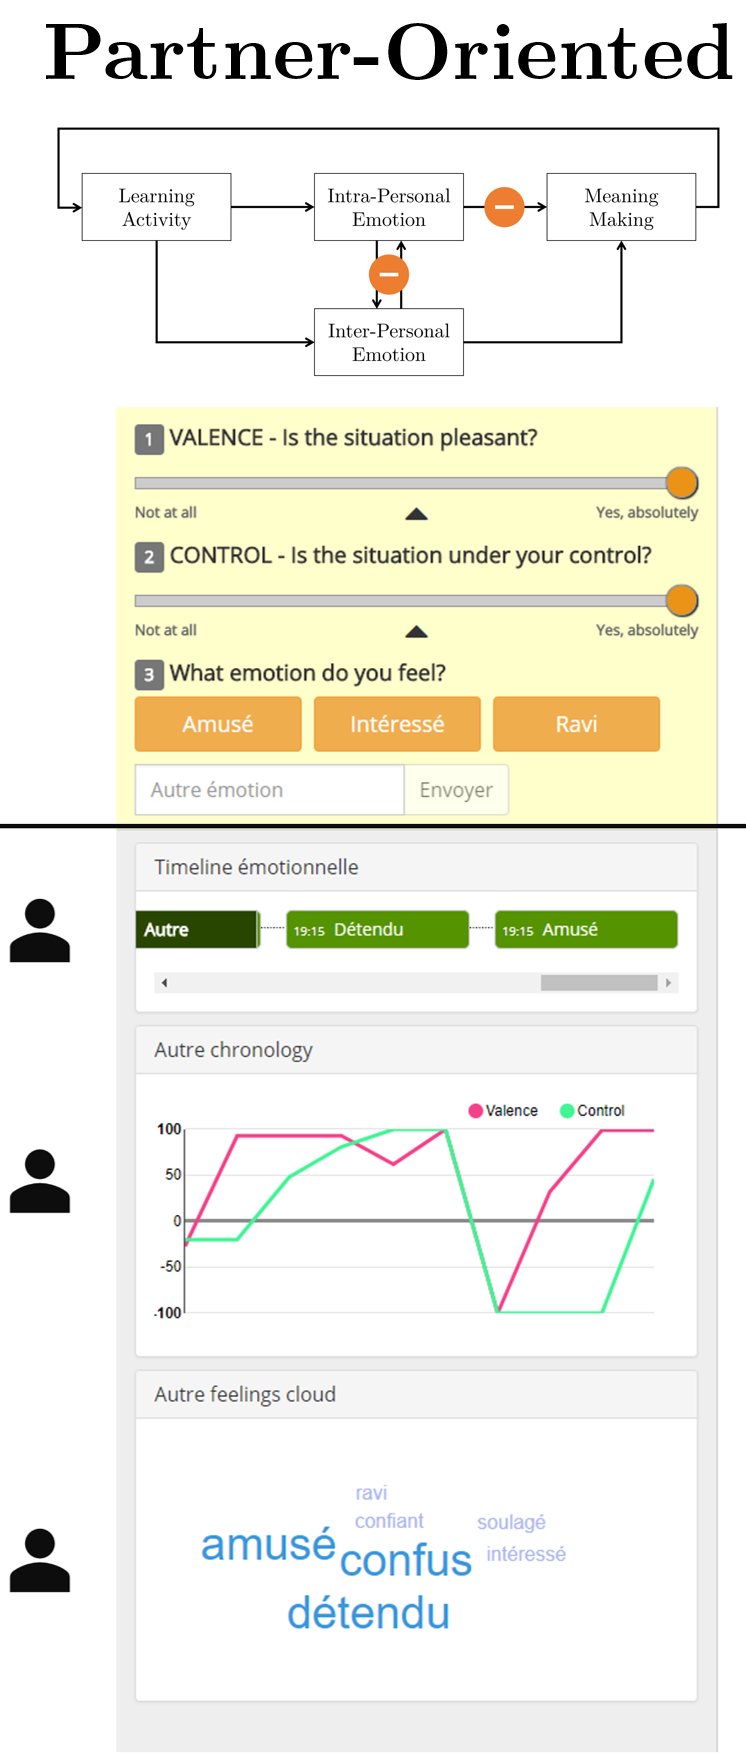 Partner-Oriented
Learning
Activity
Intra-Personal
Emotion
Meaning
Making
Inter-Personal
Emotion
1 VALENCE - Is the situation pleasant?
Not at all Yes, absolutely
2 CONTROL - Is the situation under your control?
Not at all Yes, absolutely
3 What emotion do you feel?
Amusé Intéressé Ravi
Autre émotion Envoyer
Timeline émotionnelle
Autre 19:15 Détendu 19:15 Amusé
Autre chronology
Valence Control
100
50
0
-50
-100
Autre feelings cloud
ravi
confiant soulagé
amusé confus intéressé
détendu